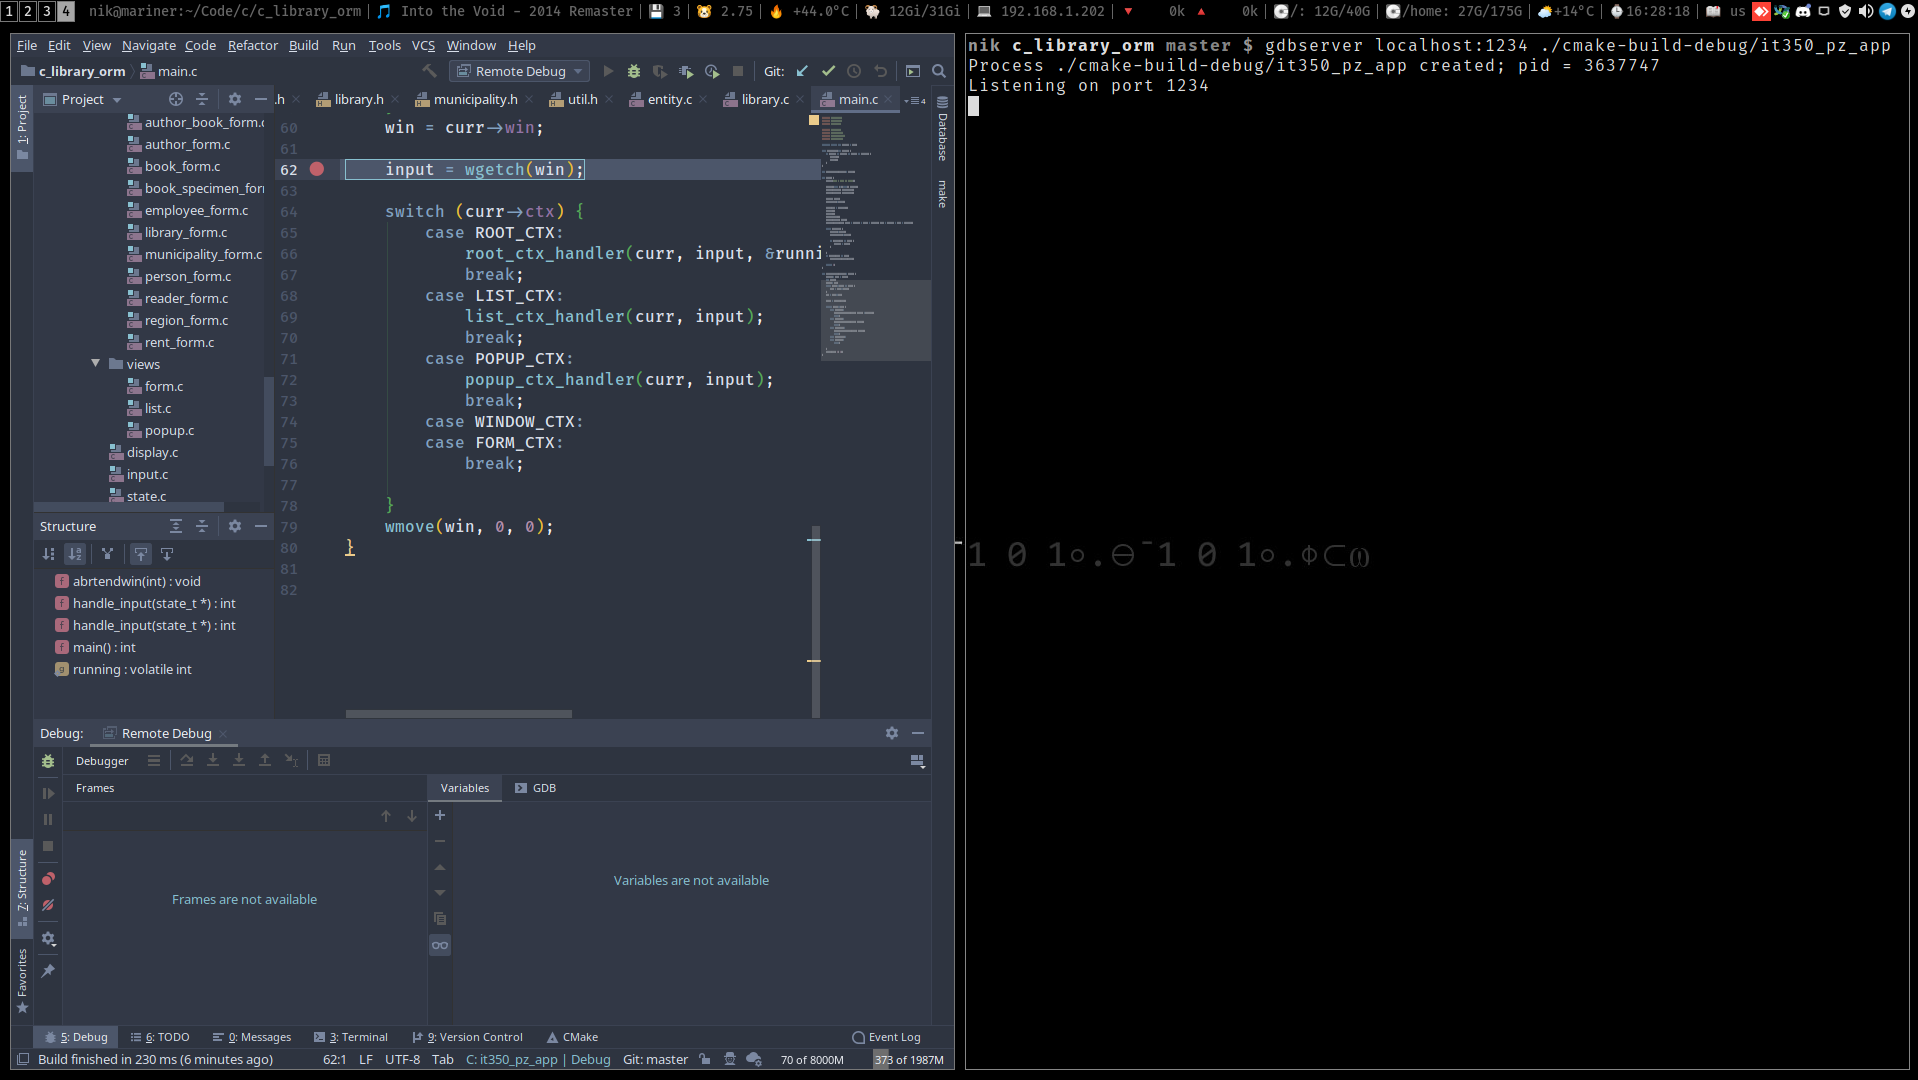 1 2 3 4 nik@mariner:~/Code/c/c_library_orm | Into the Void - 2014 Remaster | 3 | 2.75 | +44.0°C | 12Gi/31Gi | 192.168.1.202 | 0k 0k | /: 12G/40G | /home: 27G/175G | +14°C | 16:28:18 | us
File Edit View Navigate Code Refactor Build Run Tools VCS Window Help
c_library_orm main.c Remote Debug Git:
1: Project
Project
.h library.h municipality.h util.h entity.c library.c main.c 4
Database
make
author_book_form.c
author_form.c
book_form.c
book_specimen_for
employee_form.c
library_form.c
municipality_form.c
person_form.c
reader_form.c
region_form.c
rent_form.c
views
form.c
list.c
popup.c
display.c
input.c
state.c
60 win = curr->win;
61
62 input = wgetch(win);
63
64 switch (curr->ctx) {
65 case ROOT_CTX:
66 root_ctx_handler(curr, input, &runni
67 break;
68 case LIST_CTX:
69 list_ctx_handler(curr, input);
70 break;
71 case POPUP_CTX:
72 popup_ctx_handler(curr, input);
73 break;
74 case WINDOW_CTX:
75 case FORM_CTX:
76 break;
77
78 }
79 wmove(win, 0, 0);
80 }
81
82
Structure
abrtendwin(int) : void
handle_input(state_t *) : int
handle_input(state_t *) : int
main() : int
running : volatile int
Debug: Remote Debug
Debugger
Frames
Variables GDB
Frames are not available
Variables are not available
7: Structure
Favorites
5: Debug 6: TODO 0: Messages 3: Terminal 9: Version Control CMake Event Log
Build finished in 230 ms (6 minutes ago) 62:1 LF UTF-8 Tab C: it350_pz_app | Debug Git: master 70 of 8000M 373 of 1987M
nik c_library_orm master $ gdbserver localhost:1234 ./cmake-build-debug/it350_pz_app
Process ./cmake-build-debug/it350_pz_app created; pid = 3637747
Listening on port 1234
¯1 0 1∘.⊖¯1 0 1∘.⌽⊂⍵